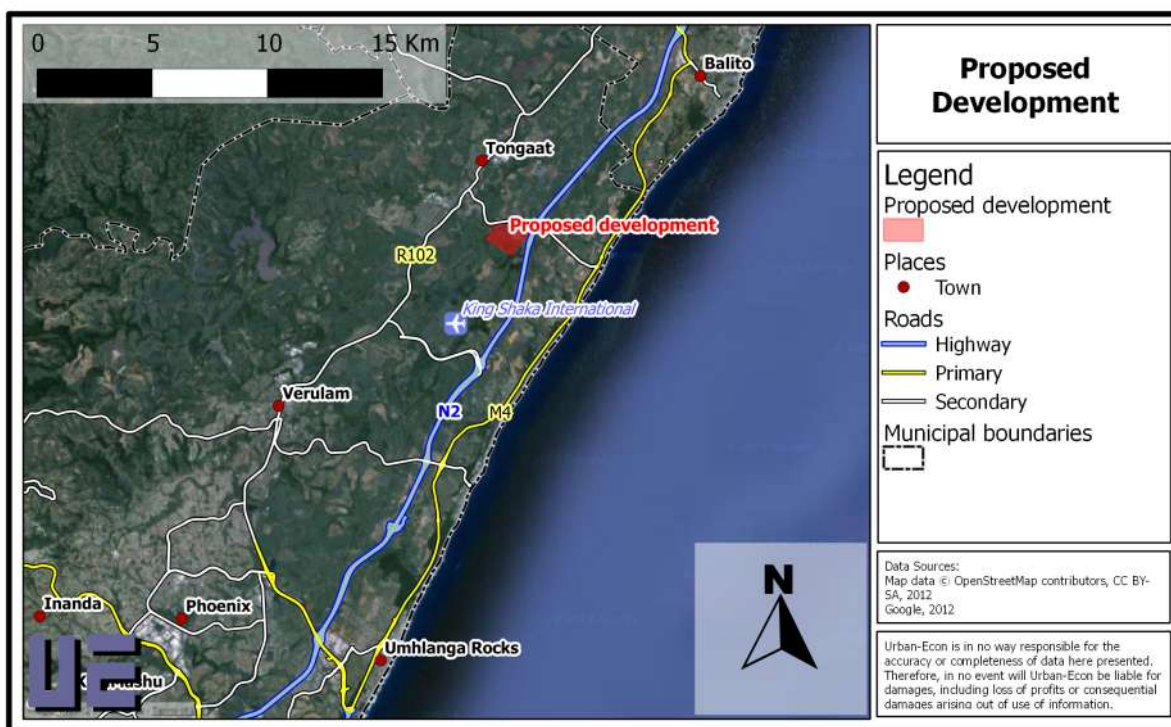 0 5 10 15 Km
Balito
Tongaat
Proposed development
R102
King Shaka International
Verulam
N2
M4
Inanda
Phoenix
Umhlanga Rocks
UE
N
Proposed
Development
Legend
Proposed development
Places
Town
Roads
Highway
Primary
Secondary
Municipal boundaries
Data Sources:
Map data © OpenStreetMap contributors, CC BY-
SA, 2012
Google, 2012
Urban-Econ is in no way responsible for the
accuracy or completeness of data here presented.
Therefore, in no event will Urban-Econ be liable for
damages, including loss of profits or consequential
damages arising out of use of information.